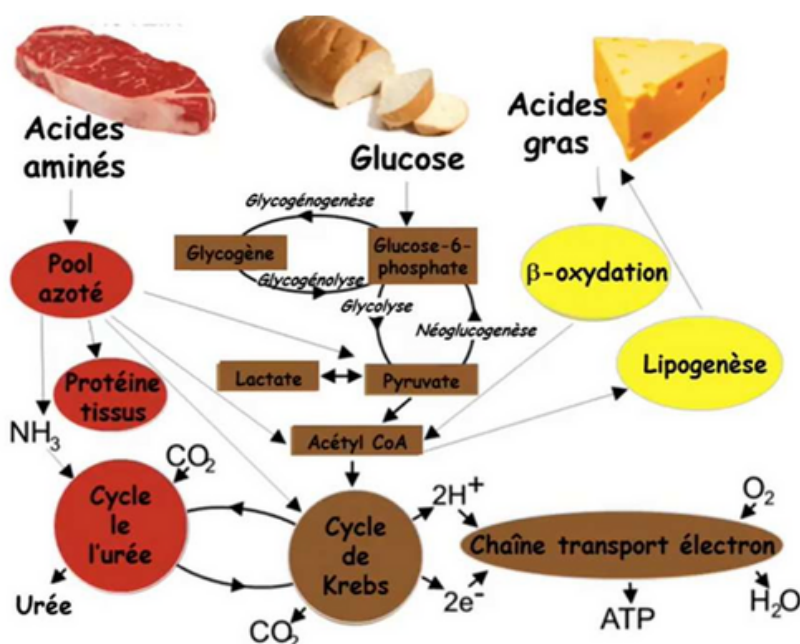 Acides
aminés
Glucose
Acides
gras
Glycogénogenèse
Glycogène
Glucose-6-
phosphate
Glycogénolyse
Pool
azoté
β-oxydation
Glycolyse
Néoglucogenèse
Protéine
tissus
Lactate
Pyruvate
Lipogenèse
NH3
Acétyl CoA
CO2
Cycle
le
l'urée
Cycle
de
Krebs
2H+
2e-
O2
Chaîne transport électron
Urée
CO2
ATP
H2O